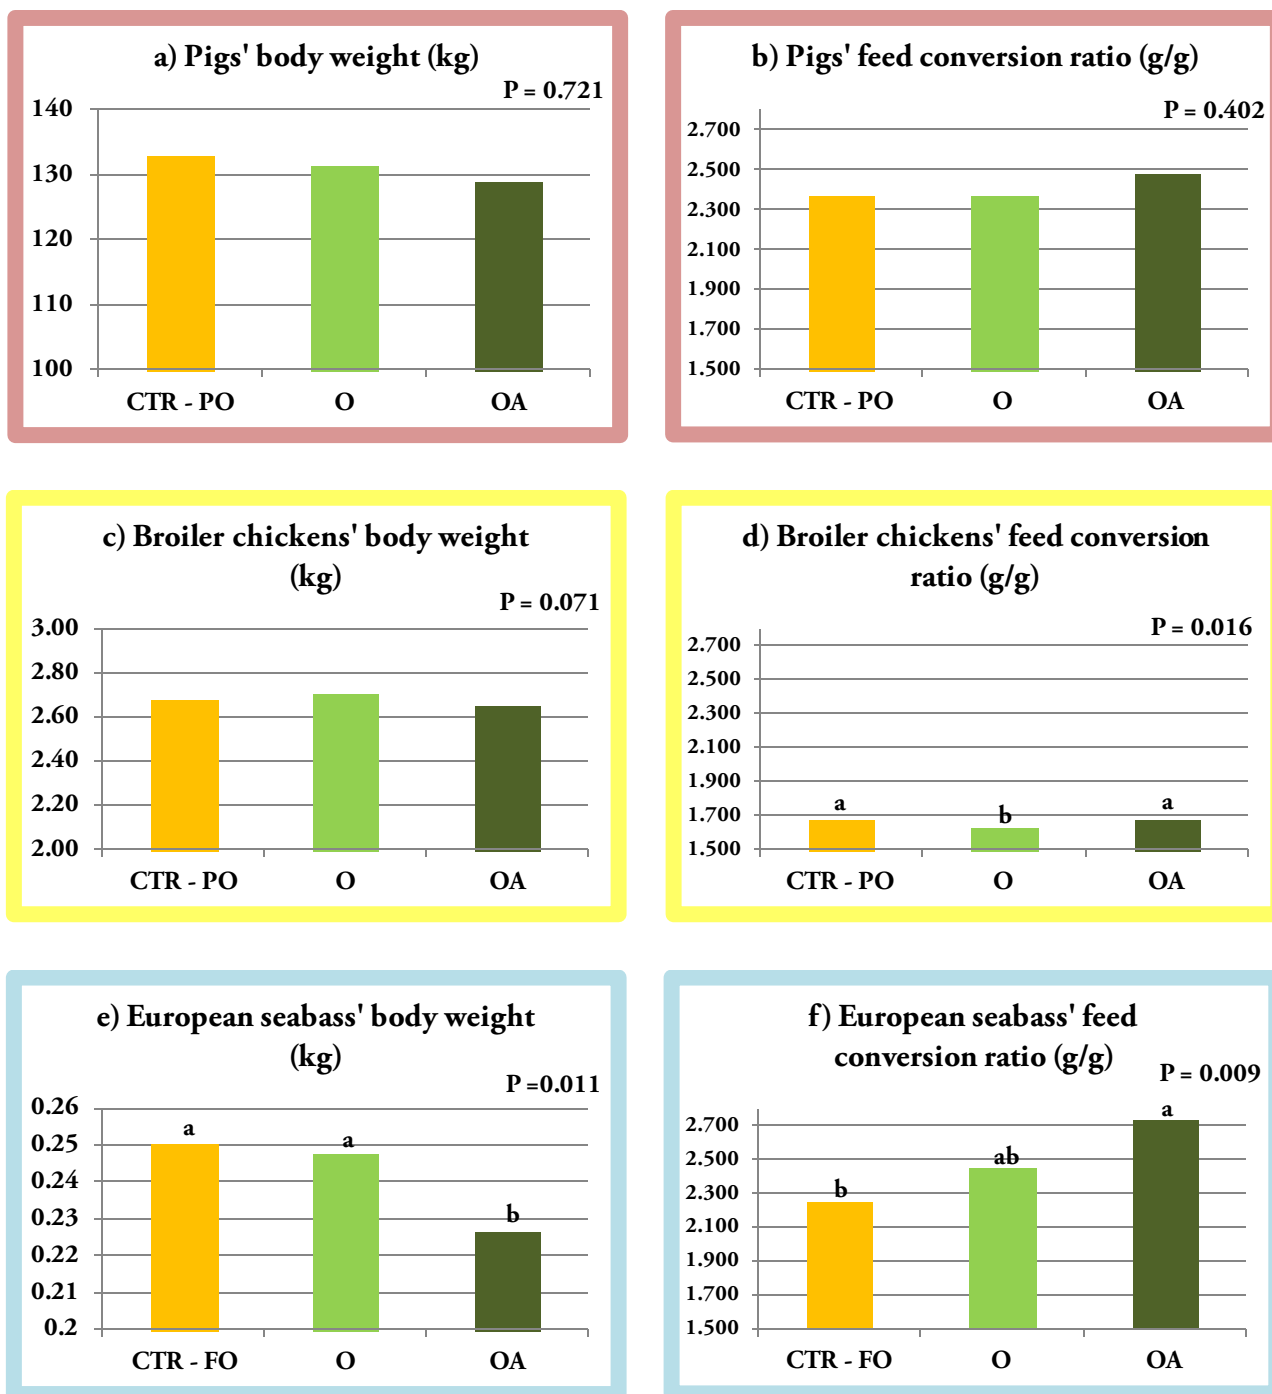 a) Pigs' body weight (kg)
P = 0.721
140
130
120
110
100
CTR - PO
O
OA
b) Pigs' feed conversion ratio (g/g)
P = 0.402
2.700
2.500
2.300
2.100
1.900
1.700
1.500
CTR - PO
O
OA
c) Broiler chickens' body weight
(kg)
P = 0.071
3.00
2.80
2.60
2.40
2.20
2.00
CTR - PO
O
OA
d) Broiler chickens' feed conversion
ratio (g/g)
P = 0.016
2.700
2.500
2.300
2.100
1.900
1.700
1.500
a
b
a
CTR - PO
O
OA
e) European seabass' body weight
(kg)
P =0.011
0.26
0.25
0.24
0.23
0.22
0.21
0.2
a
a
b
CTR - FO
O
OA
f) European seabass' feed
conversion ratio (g/g)
P = 0.009
2.700
2.500
2.300
2.100
1.900
1.700
1.500
b
ab
a
CTR - FO
O
OA